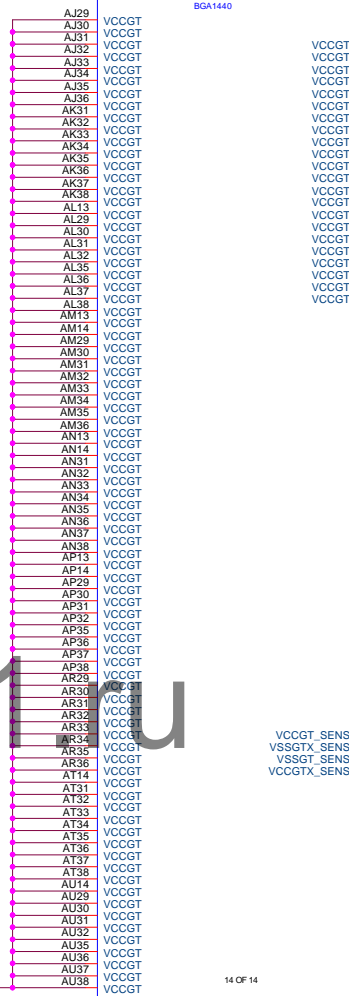 BGA1440
AJ29 VCCGT
AJ30 VCCGT
AJ31 VCCGT VCCGT
AJ32 VCCGT VCCGT
AJ33 VCCGT VCCGT
AJ34 VCCGT VCCGT
AJ35 VCCGT VCCGT
AJ36 VCCGT VCCGT
AK31 VCCGT VCCGT
AK32 VCCGT VCCGT
AK33 VCCGT VCCGT
AK34 VCCGT VCCGT
AK35 VCCGT VCCGT
AK36 VCCGT VCCGT
AK37 VCCGT VCCGT
AK38 VCCGT VCCGT
AL13 VCCGT VCCGT
AL29 VCCGT VCCGT
AL30 VCCGT VCCGT
AL31 VCCGT VCCGT
AL32 VCCGT VCCGT
AL35 VCCGT VCCGT
AL36 VCCGT VCCGT
AL37 VCCGT VCCGT
AL38 VCCGT
AM13 VCCGT
AM14 VCCGT
AM29 VCCGT
AM30 VCCGT
AM31 VCCGT
AM32 VCCGT
AM33 VCCGT
AM34 VCCGT
AM35 VCCGT
AM36 VCCGT
AN13 VCCGT
AN14 VCCGT
AN31 VCCGT
AN32 VCCGT
AN33 VCCGT
AN34 VCCGT
AN35 VCCGT
AN36 VCCGT
AN37 VCCGT
AN38 VCCGT
AP13 VCCGT
AP14 VCCGT
AP29 VCCGT
AP30 VCCGT
AP31 VCCGT
AP32 VCCGT
AP35 VCCGT
AP36 VCCGT
AP37 VCCGT
AP38 VCCGT
AR29 VCCGT
AR30 VCCGT
AR31 VCCGT
AR32 VCCGT
AR33 VCCGT VCCGT_SENS
AR34 VCCGT VSSGTX_SENS
AR35 VCCGT VSSGT_SENS
AR36 VCCGT VCCGTX_SENS
AT14 VCCGT
AT31 VCCGT
AT32 VCCGT
AT33 VCCGT
AT34 VCCGT
AT35 VCCGT
AT36 VCCGT
AT37 VCCGT
AT38 VCCGT
AU14 VCCGT
AU29 VCCGT
AU30 VCCGT
AU31 VCCGT
AU32 VCCGT
AU35 VCCGT
AU36 VCCGT
AU37 VCCGT
AU38 VCCGT
14 OF 14
1.ru